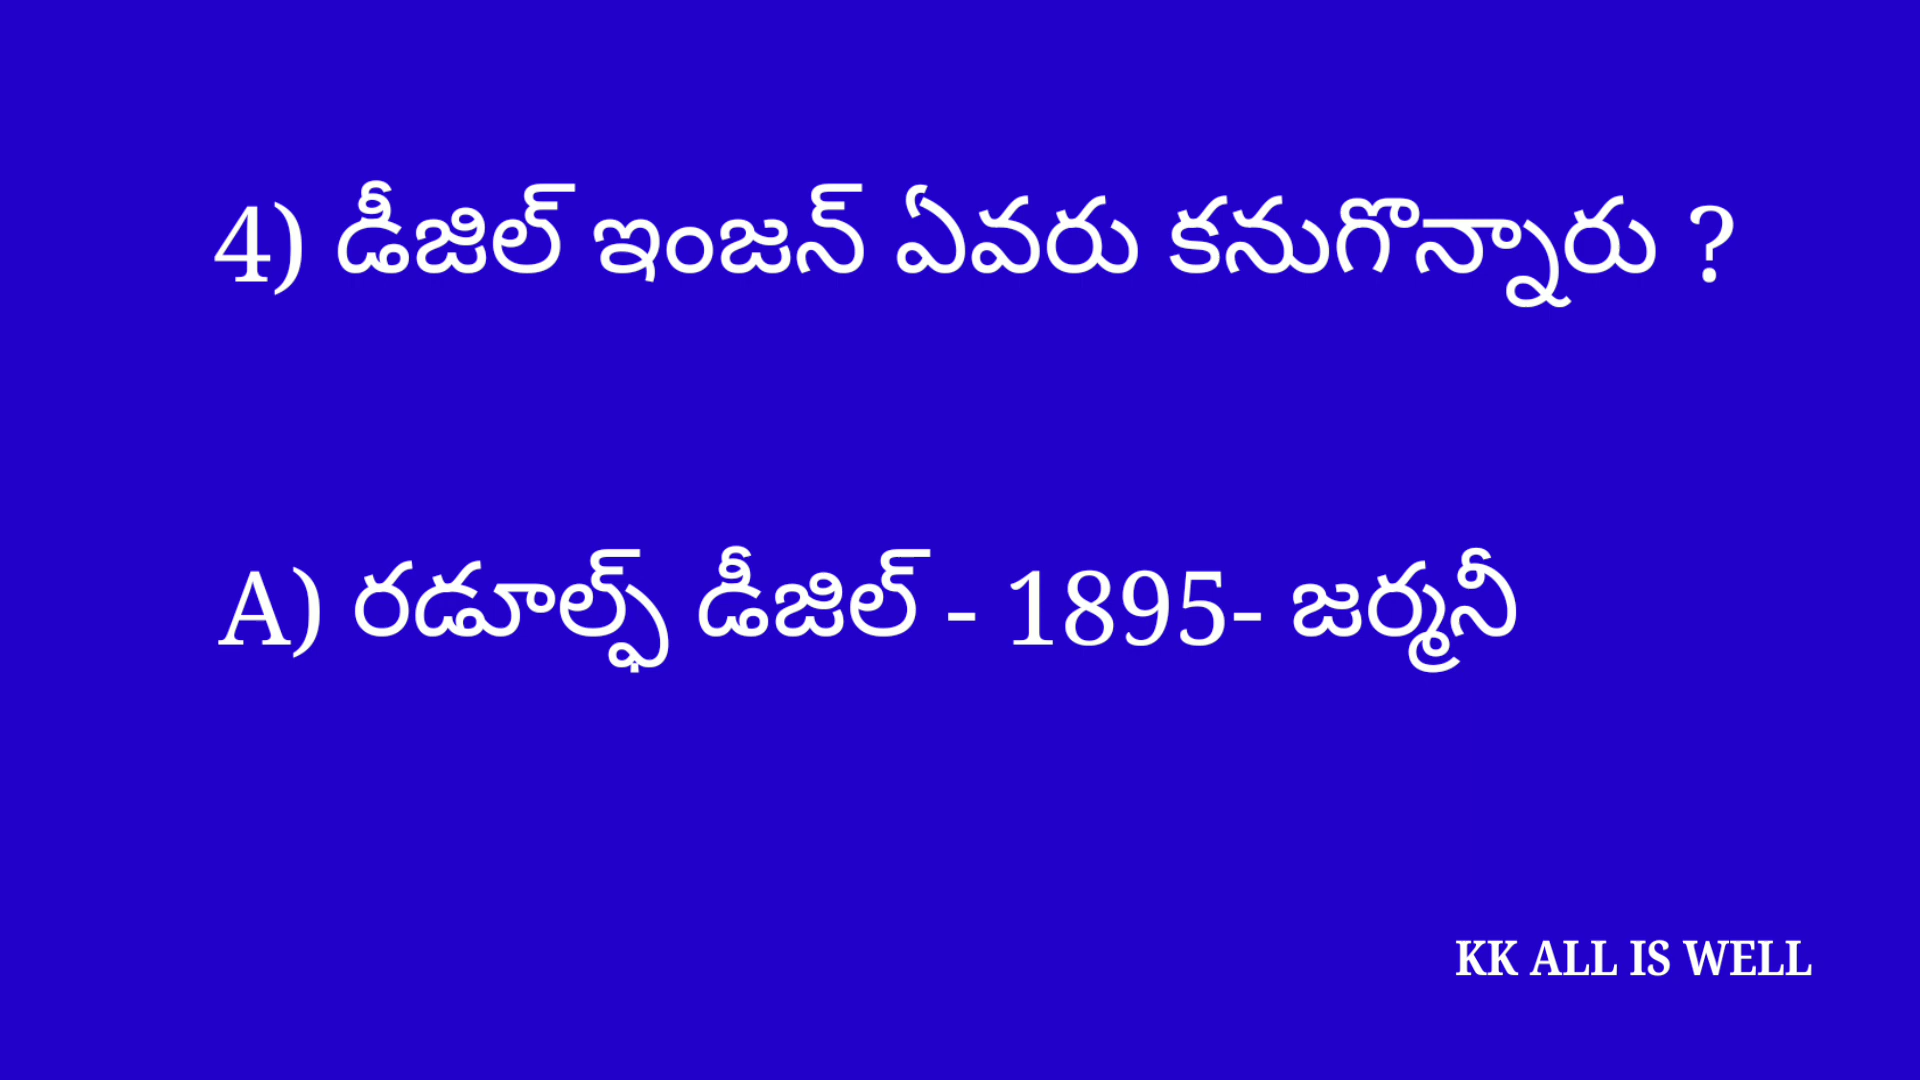 4) డీజిల్ ఇంజన్ ఏవరు కనుగొన్నారు ?
A) రడూల్ఫ్ డీజిల్ - 1895- జర్మనీ
KK ALL IS WELL